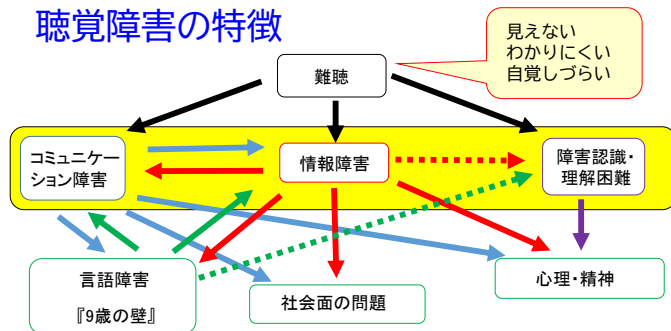 聴覚障害の特徴
見えない
わかりにくい
自覚しづらい
難聴
コミュニケー
ション障害
情報障害
障害認識・
理解困難
言語障害
『9歳の壁』
社会面の問題
心理・精神